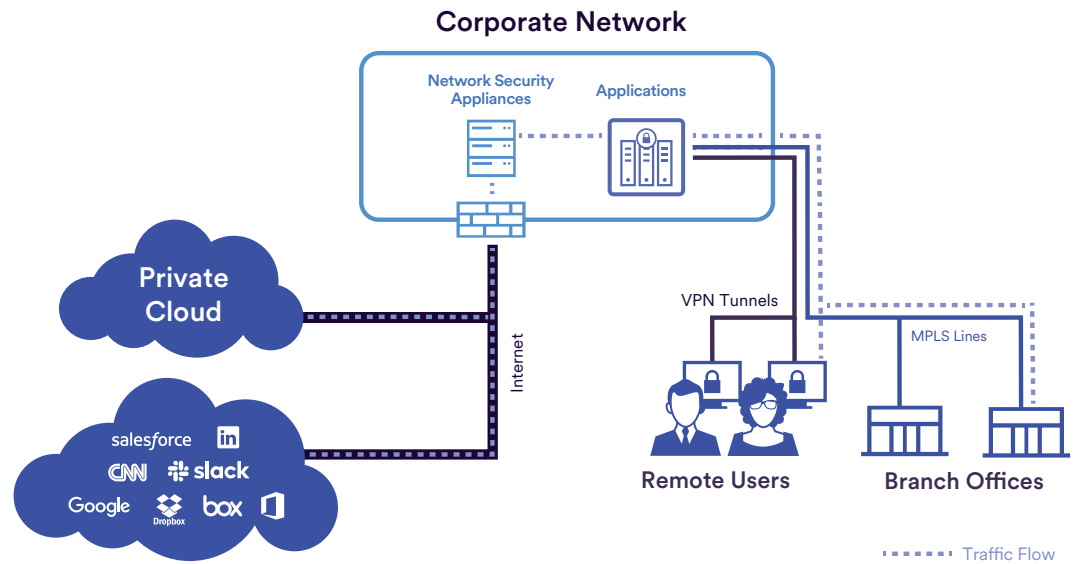 Corporate Network
Network Security
Appliances
Applications
Private
Cloud
VPN Tunnels
MPLS Lines
Internet
salesforce in
CNN slack
Google Dropbox box
Remote Users
Branch Offices
Traffic Flow